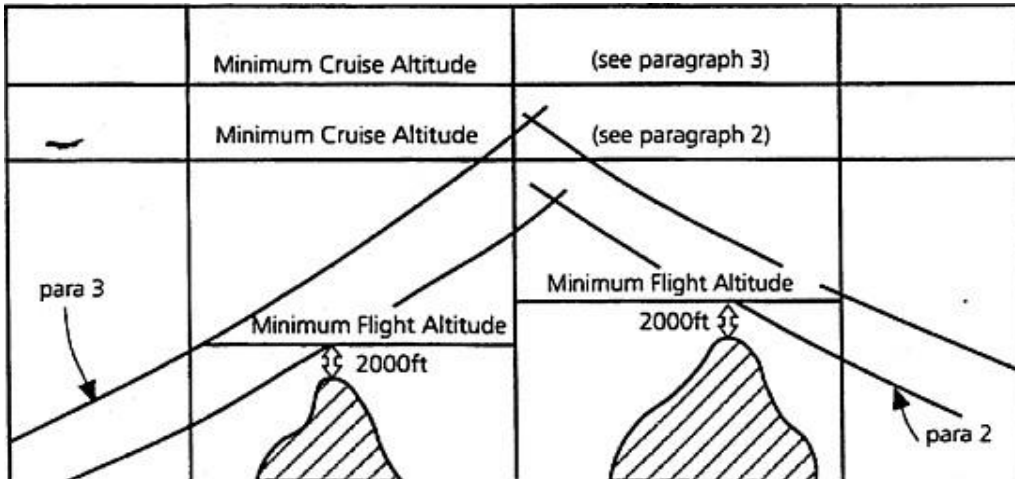 Minimum Cruise Altitude (see paragraph 3)
Minimum Cruise Altitude (see paragraph 2)
para 3
Minimum Flight Altitude
2000ft
Minimum Flight Altitude
2000ft
para 2